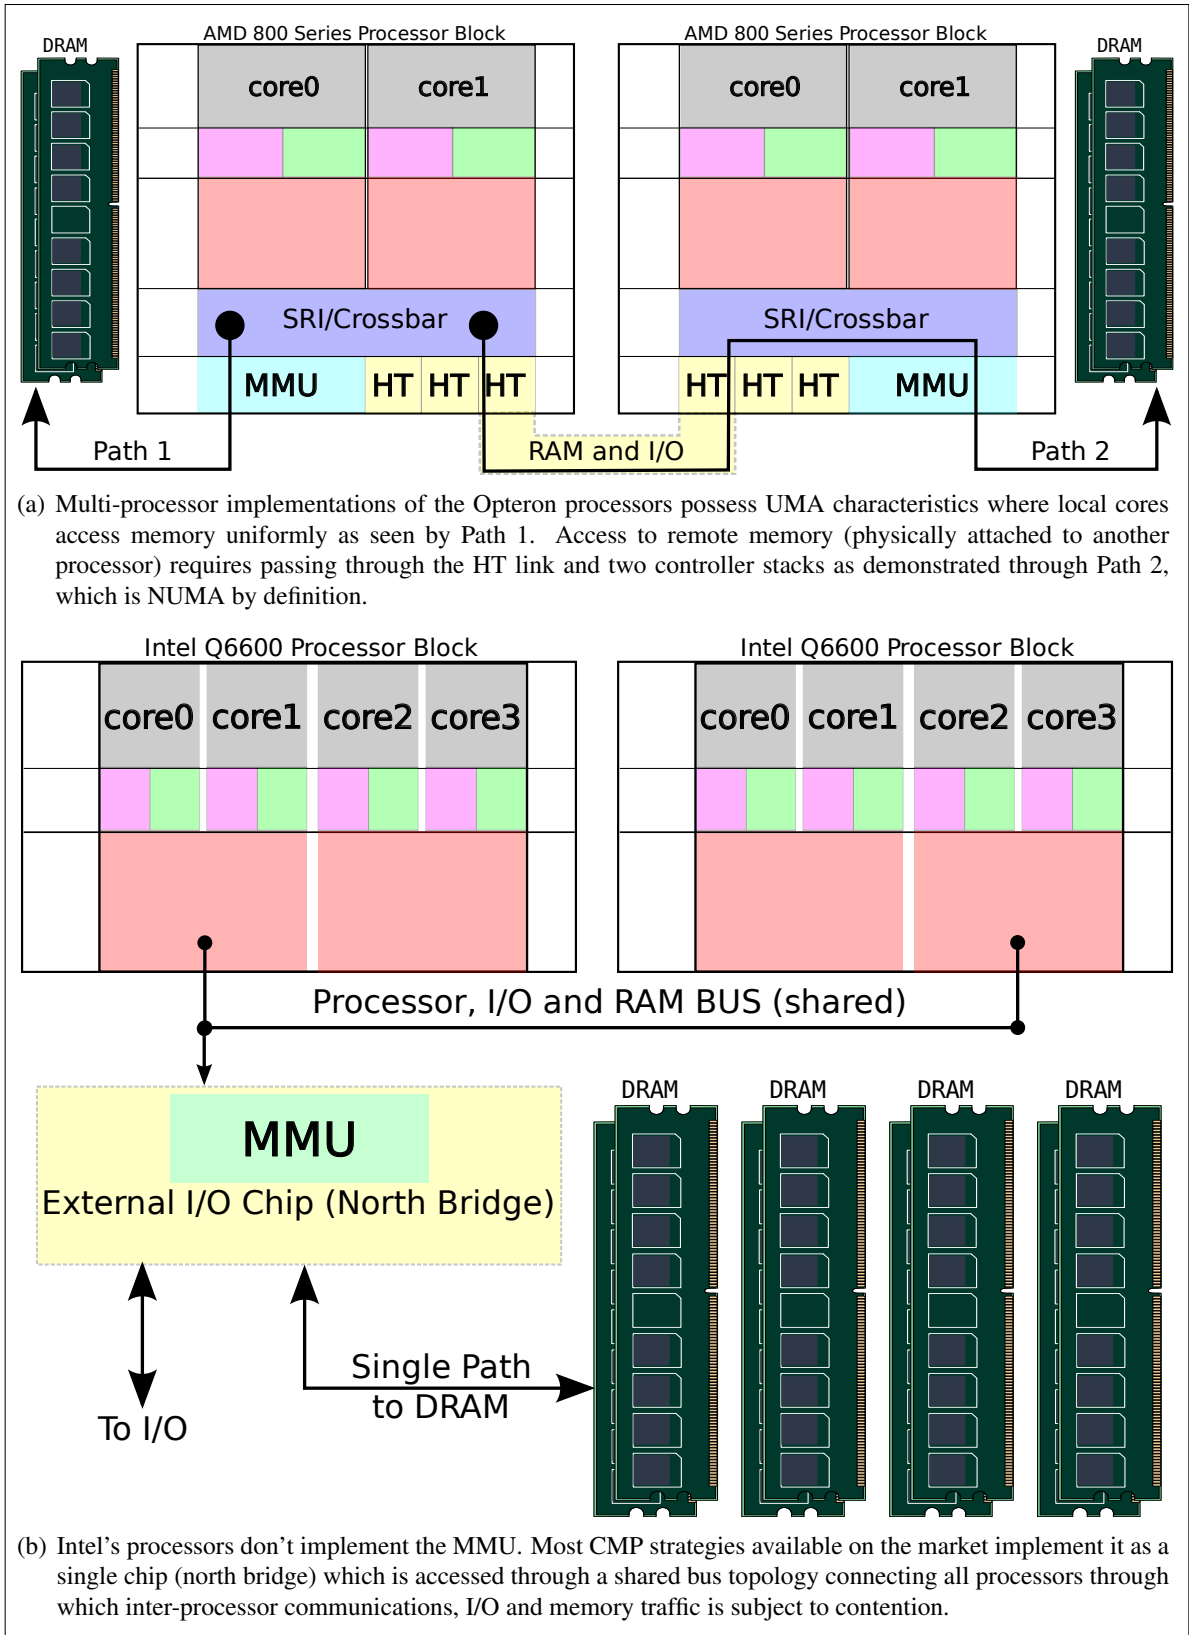 AMD 800 Series Processor Block
AMD 800 Series Processor Block
DRAM
DRAM
core0
core1
core0
core1
SRI/Crossbar
SRI/Crossbar
MMU
HT
HT
HT
HT
HT
HT
MMU
Path 1
RAM and I/O
Path 2
(a) Multi-processor implementations of the Opteron processors possess UMA characteristics where local cores
access memory uniformly as seen by Path 1. Access to remote memory (physically attached to another
processor) requires passing through the HT link and two controller stacks as demonstrated through Path 2,
which is NUMA by definition.
Intel Q6600 Processor Block
Intel Q6600 Processor Block
core0
core1
core2
core3
core0
core1
core2
core3
Processor, I/O and RAM BUS (shared)
DRAM
DRAM
DRAM
DRAM
MMU
External I/O Chip (North Bridge)
Single Path
to DRAM
To I/O
(b) Intel's processors don't implement the MMU. Most CMP strategies available on the market implement it as a
single chip (north bridge) which is accessed through a shared bus topology connecting all processors through
which inter-processor communications, I/O and memory traffic is subject to contention.